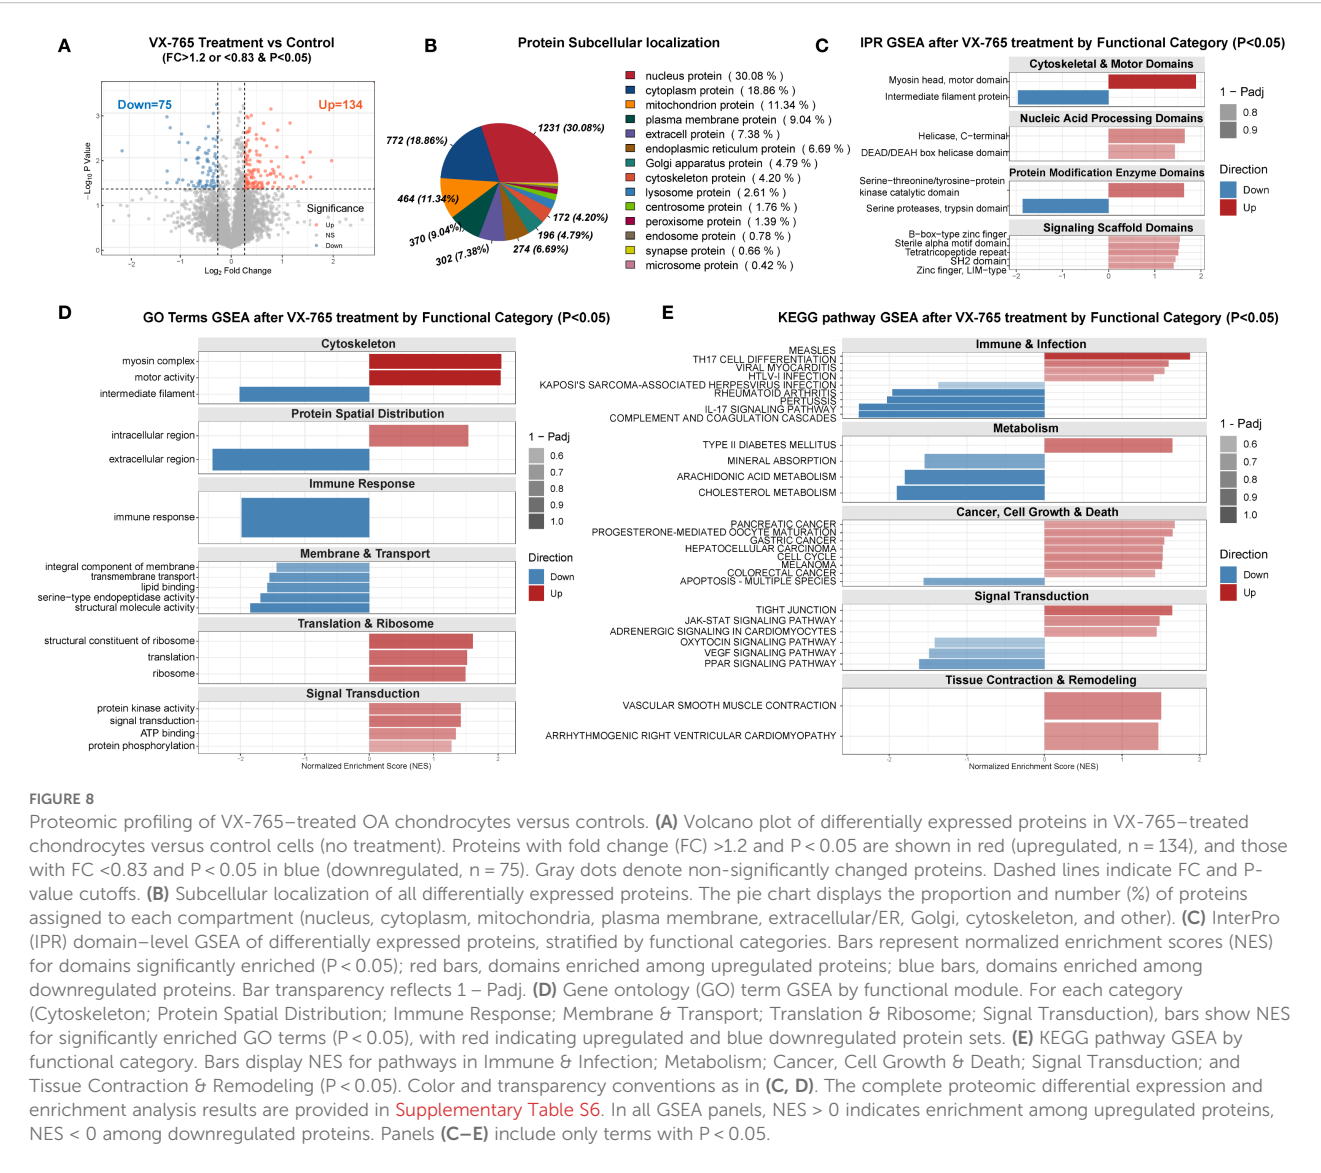 A
VX-765 Treatment vs Control
(FC>1.2 or <0.83 & P<0.05)
Down=75
Up=134
3
2
1
0
−Log10 P Value
Significance
Up
NS
Down
−2
−1
0
1
2
Log2 Fold Change
B
Protein Subcellular localization
1231 (30.08%)
772 (18.86%)
464 (11.34%)
370 (9.04%)
302 (7.38%)
274 (6.69%)
196 (4.79%)
172 (4.20%)
nucleus protein ( 30.08 % )
cytoplasm protein ( 18.86 % )
mitochondrion protein ( 11.34 % )
plasma membrane protein ( 9.04 % )
extracell protein ( 7.38 % )
endoplasmic reticulum protein ( 6.69 % )
Golgi apparatus protein ( 4.79 % )
cytoskeleton protein ( 4.20 % )
lysosome protein ( 2.61 % )
centrosome protein ( 1.76 % )
peroxisome protein ( 1.39 % )
endosome protein ( 0.78 % )
synapse protein ( 0.66 % )
microsome protein ( 0.42 % )
C
IPR GSEA after VX-765 treatment by Functional Category (P<0.05)
Cytoskeletal & Motor Domains
Myosin head, motor domain
Intermediate filament protein
Nucleic Acid Processing Domains
Helicase, C−terminal
DEAD/DEAH box helicase domain
Protein Modification Enzyme Domains
Serine−threonine/tyrosine−protein
kinase catalytic domain
Serine proteases, trypsin domain
Signaling Scaffold Domains
B−box−type zinc finger
Sterile alpha motif domain
Tetratricopeptide repeat
SH2 domain
Zinc finger, LIM−type
−2
−1
0
1
2
1 − Padj
0.8
0.9
Direction
Down
Up
D
GO Terms GSEA after VX-765 treatment by Functional Category (P<0.05)
Cytoskeleton
myosin complex
motor activity
intermediate filament
Protein Spatial Distribution
intracellular region
extracellular region
Immune Response
immune response
Membrane & Transport
integral component of membrane
transmembrane transport
lipid binding
serine−type endopeptidase activity
structural molecule activity
Translation & Ribosome
structural constituent of ribosome
translation
ribosome
Signal Transduction
protein kinase activity
signal transduction
ATP binding
protein phosphorylation
−2
−1
0
1
2
Normalized Enrichment Score (NES)
1 − Padj
0.6
0.7
0.8
0.9
1.0
Direction
Down
Up
E
KEGG pathway GSEA after VX-765 treatment by Functional Category (P<0.05)
Immune & Infection
MEASLES
TH17 CELL DIFFERENTIATION
VIRAL MYOCARDITIS
HTLV-I INFECTION
KAPOSI'S SARCOMA-ASSOCIATED HERPESVIRUS INFECTION
RHEUMATOID ARTHRITIS
PERTUSSIS
IL-17 SIGNALING PATHWAY
COMPLEMENT AND COAGULATION CASCADES
Metabolism
TYPE II DIABETES MELLITUS
MINERAL ABSORPTION
ARACHIDONIC ACID METABOLISM
CHOLESTEROL METABOLISM
Cancer, Cell Growth & Death
PANCREATIC CANCER
PROGESTERONE-MEDIATED OOCYTE MATURATION
GASTRIC CANCER
HEPATOCELLULAR CARCINOMA
CELL CYCLE
MELANOMA
COLORECTAL CANCER
APOPTOSIS - MULTIPLE SPECIES
Signal Transduction
TIGHT JUNCTION
JAK-STAT SIGNALING PATHWAY
ADRENERGIC SIGNALING IN CARDIOMYOCYTES
OXYTOCIN SIGNALING PATHWAY
VEGF SIGNALING PATHWAY
PPAR SIGNALING PATHWAY
Tissue Contraction & Remodeling
VASCULAR SMOOTH MUSCLE CONTRACTION
ARRHYTHMOGENIC RIGHT VENTRICULAR CARDIOMYOPATHY
-2
-1
0
1
2
Normalized Enrichment Score (NES)
1 - Padj
0.6
0.7
0.8
0.9
1.0
Direction
Down
Up
FIGURE 8
Proteomic profiling of VX-765–treated OA chondrocytes versus controls. (A) Volcano plot of differentially expressed proteins in VX-765–treated
chondrocytes versus control cells (no treatment). Proteins with fold change (FC) >1.2 and P < 0.05 are shown in red (upregulated, n = 134), and those
with FC <0.83 and P < 0.05 in blue (downregulated, n = 75). Gray dots denote non-significantly changed proteins. Dashed lines indicate FC and P-
value cutoffs. (B) Subcellular localization of all differentially expressed proteins. The pie chart displays the proportion and number (%) of proteins
assigned to each compartment (nucleus, cytoplasm, mitochondria, plasma membrane, extracellular/ER, Golgi, cytoskeleton, and other). (C) InterPro
(IPR) domain–level GSEA of differentially expressed proteins, stratified by functional categories. Bars represent normalized enrichment scores (NES)
for domains significantly enriched (P < 0.05); red bars, domains enriched among upregulated proteins; blue bars, domains enriched among
downregulated proteins. Bar transparency reflects 1 – Padj. (D) Gene ontology (GO) term GSEA by functional module. For each category
(Cytoskeleton; Protein Spatial Distribution; Immune Response; Membrane & Transport; Translation & Ribosome; Signal Transduction), bars show NES
for significantly enriched GO terms (P < 0.05), with red indicating upregulated and blue downregulated protein sets. (E) KEGG pathway GSEA by
functional category. Bars display NES for pathways in Immune & Infection; Metabolism; Cancer, Cell Growth & Death; Signal Transduction; and
Tissue Contraction & Remodeling (P < 0.05). Color and transparency conventions as in (C, D). The complete proteomic differential expression and
enrichment analysis results are provided in Supplementary Table S6. In all GSEA panels, NES > 0 indicates enrichment among upregulated proteins,
NES < 0 among downregulated proteins. Panels (C–E) include only terms with P < 0.05.